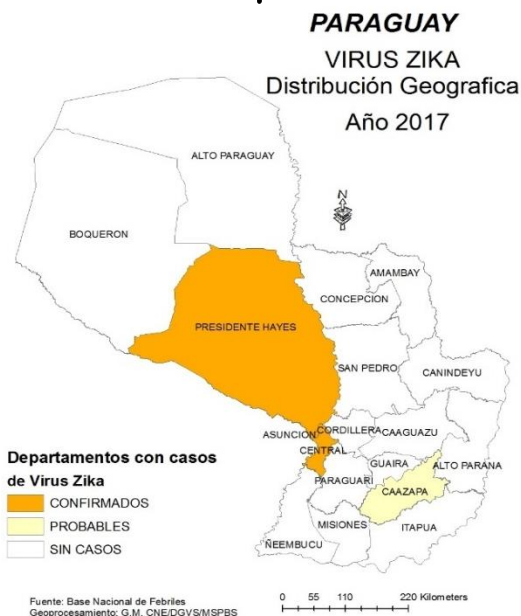 PARAGUAY
VIRUS ZIKA
Distribución Geografica
Año 2017
ALTO PARAGUAY
N
BOQUERON
AMAMBAY
CONCEPCION
PRESIDENTE HAYES
SAN PEDRO
CANINDEYU
ASUNCION
CORDILLERA
CAAGUAZU
CENTRAL
GUAIRA
ALTO PARANA
PARAGUARI
CAAZAPA
MISIONES
ITAPUA
ÑEEMBUCU
Departamentos con casos
de Virus Zika
CONFIRMADOS
PROBABLES
SIN CASOS
Fuente: Base Nacional de Febriles
Geoprocesamiento: G.M. CNE/DGVS/MSPBS
0 55 110 220 Kilometers